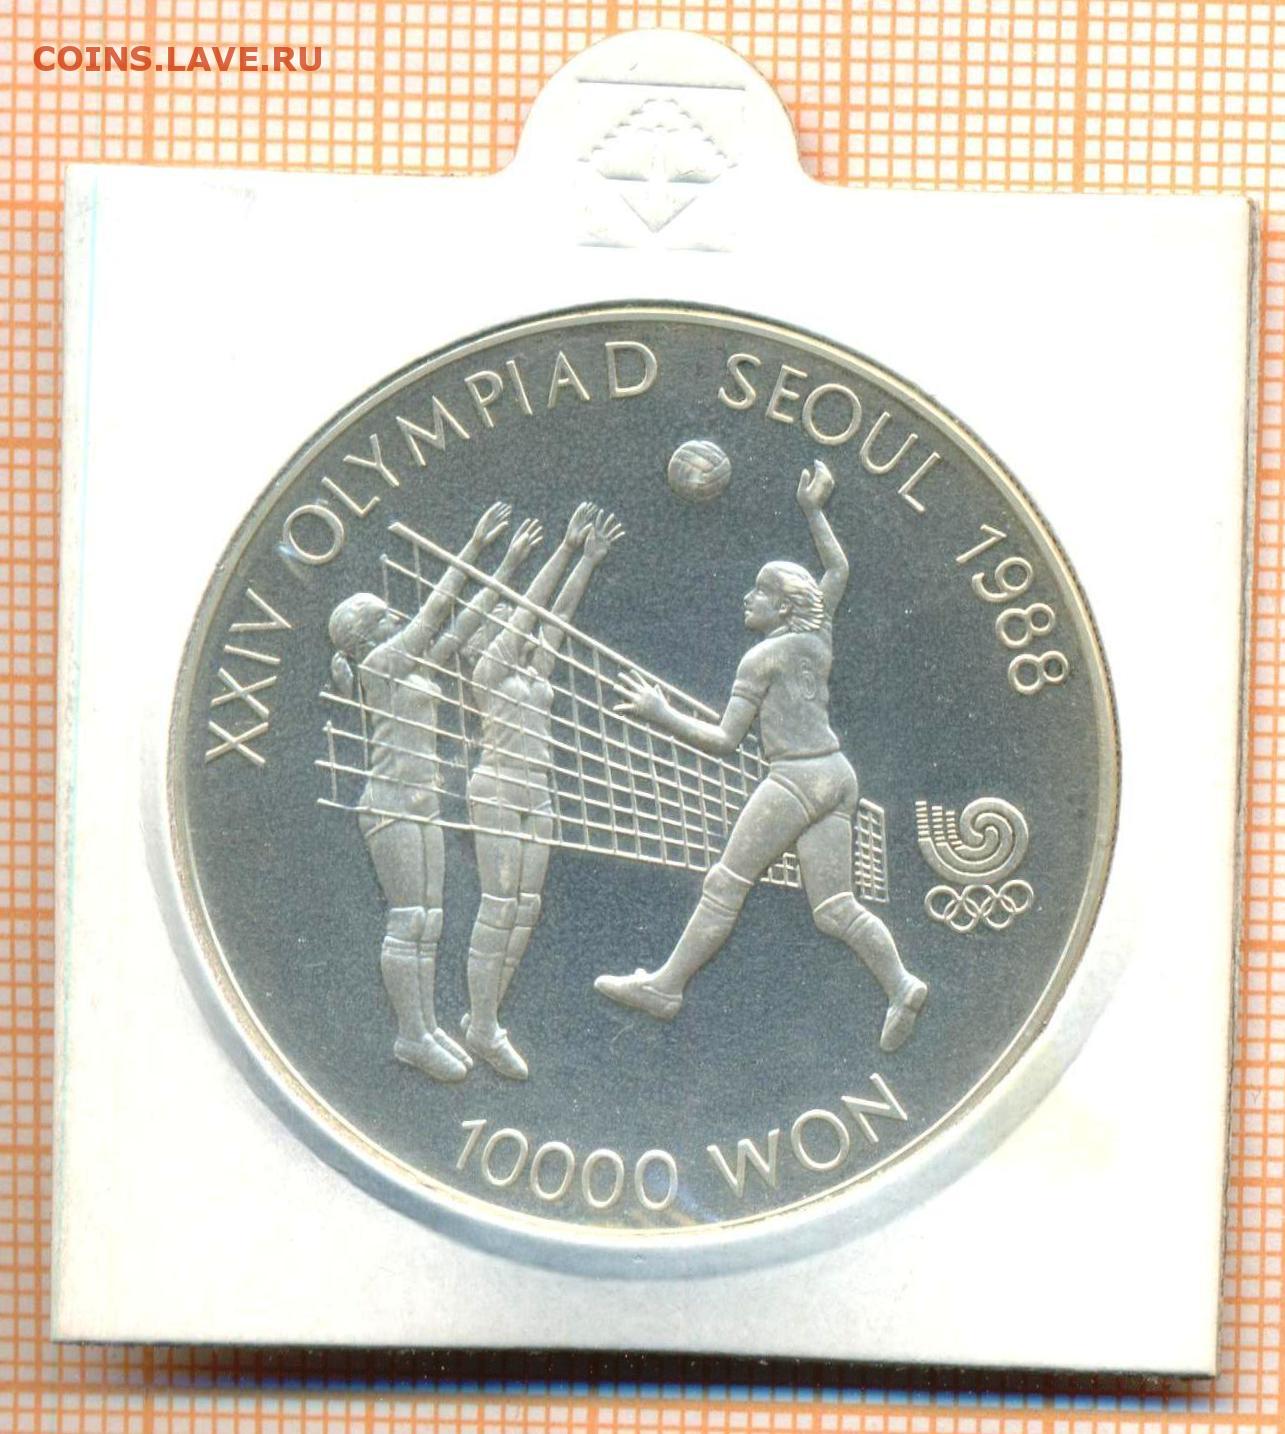 COINS.LAVE.RU
XXIV OLYMPIAD SEOUL 1988
10000 WON